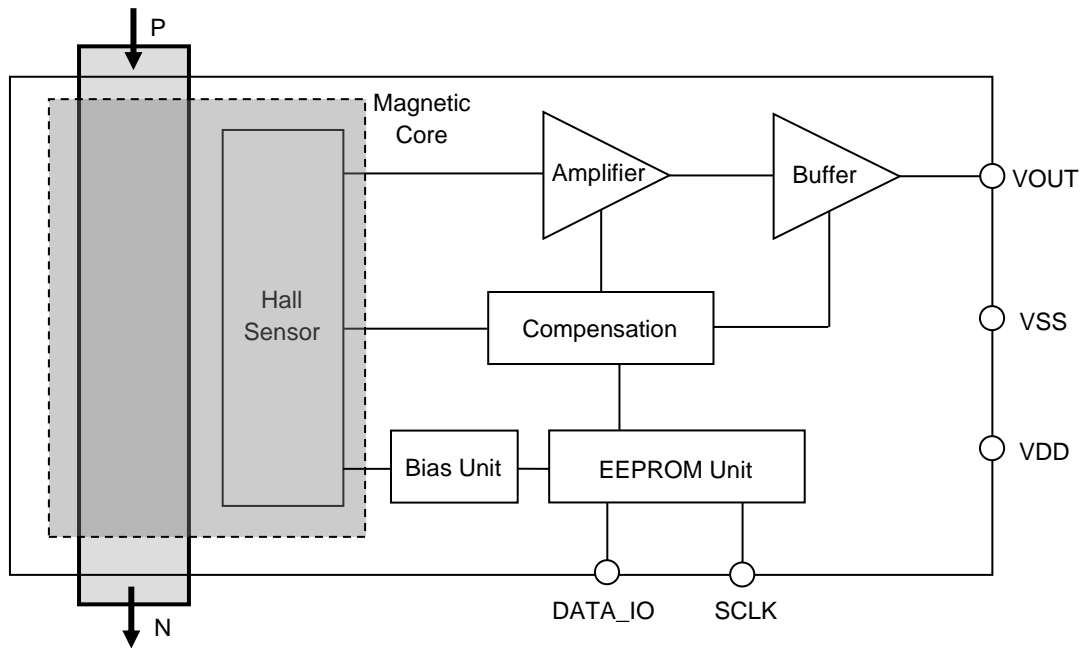 P
Magnetic
Core
Amplifier
Buffer
VOUT
Hall
Sensor
Compensation
VSS
Bias Unit
EEPROM Unit
VDD
DATA_IO
SCLK
N